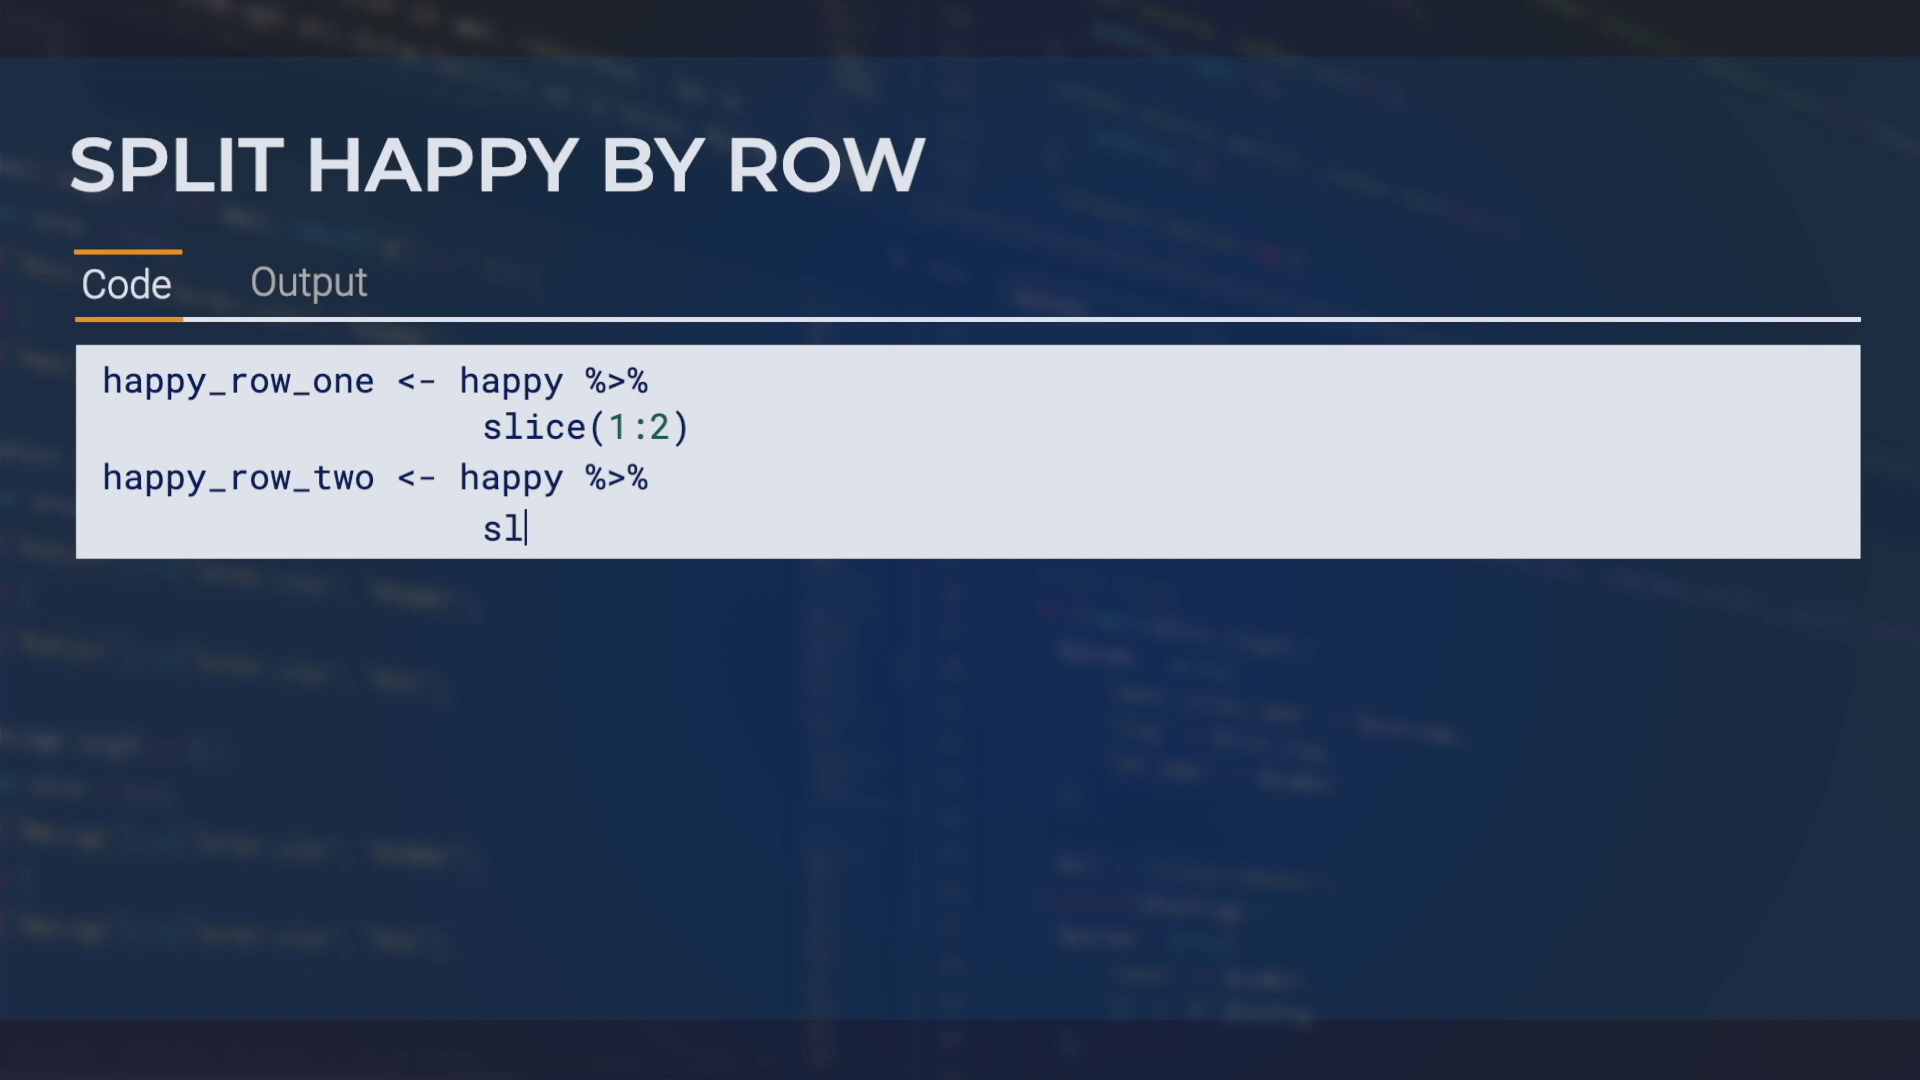 SPLIT HAPPY BY ROW
Code Output
happy_row_one <- happy %>%
slice(1:2)
happy_row_two <- happy %>%
sl